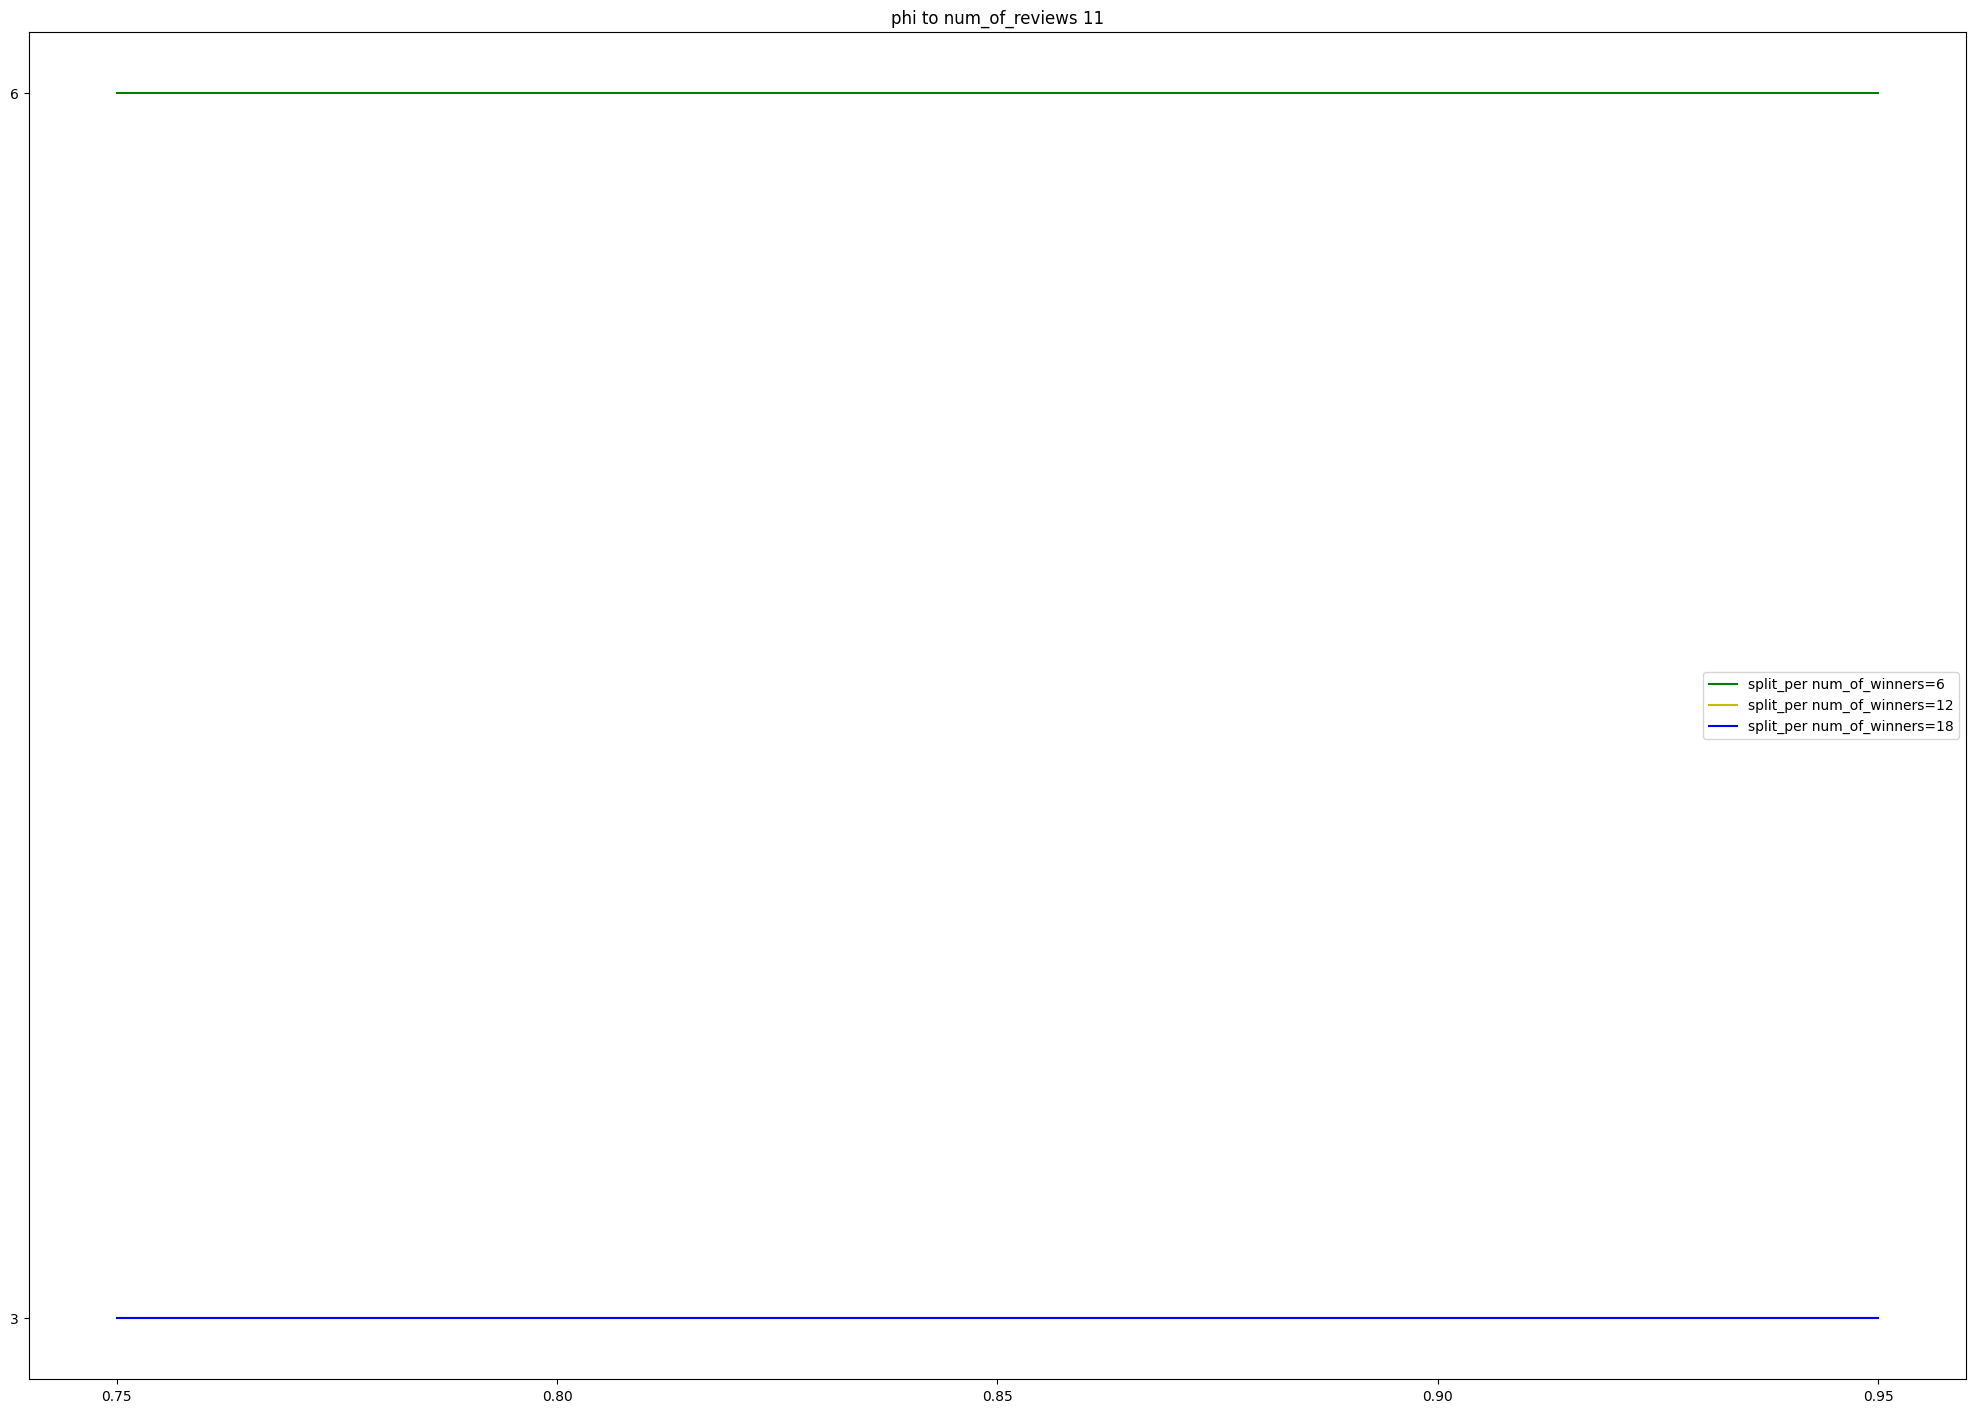 phi to num_of_reviews 11
6
split_per num_of_winners=6
split_per num_of_winners=12
split_per num_of_winners=18
3
0.75 0.80 0.85 0.90 0.95